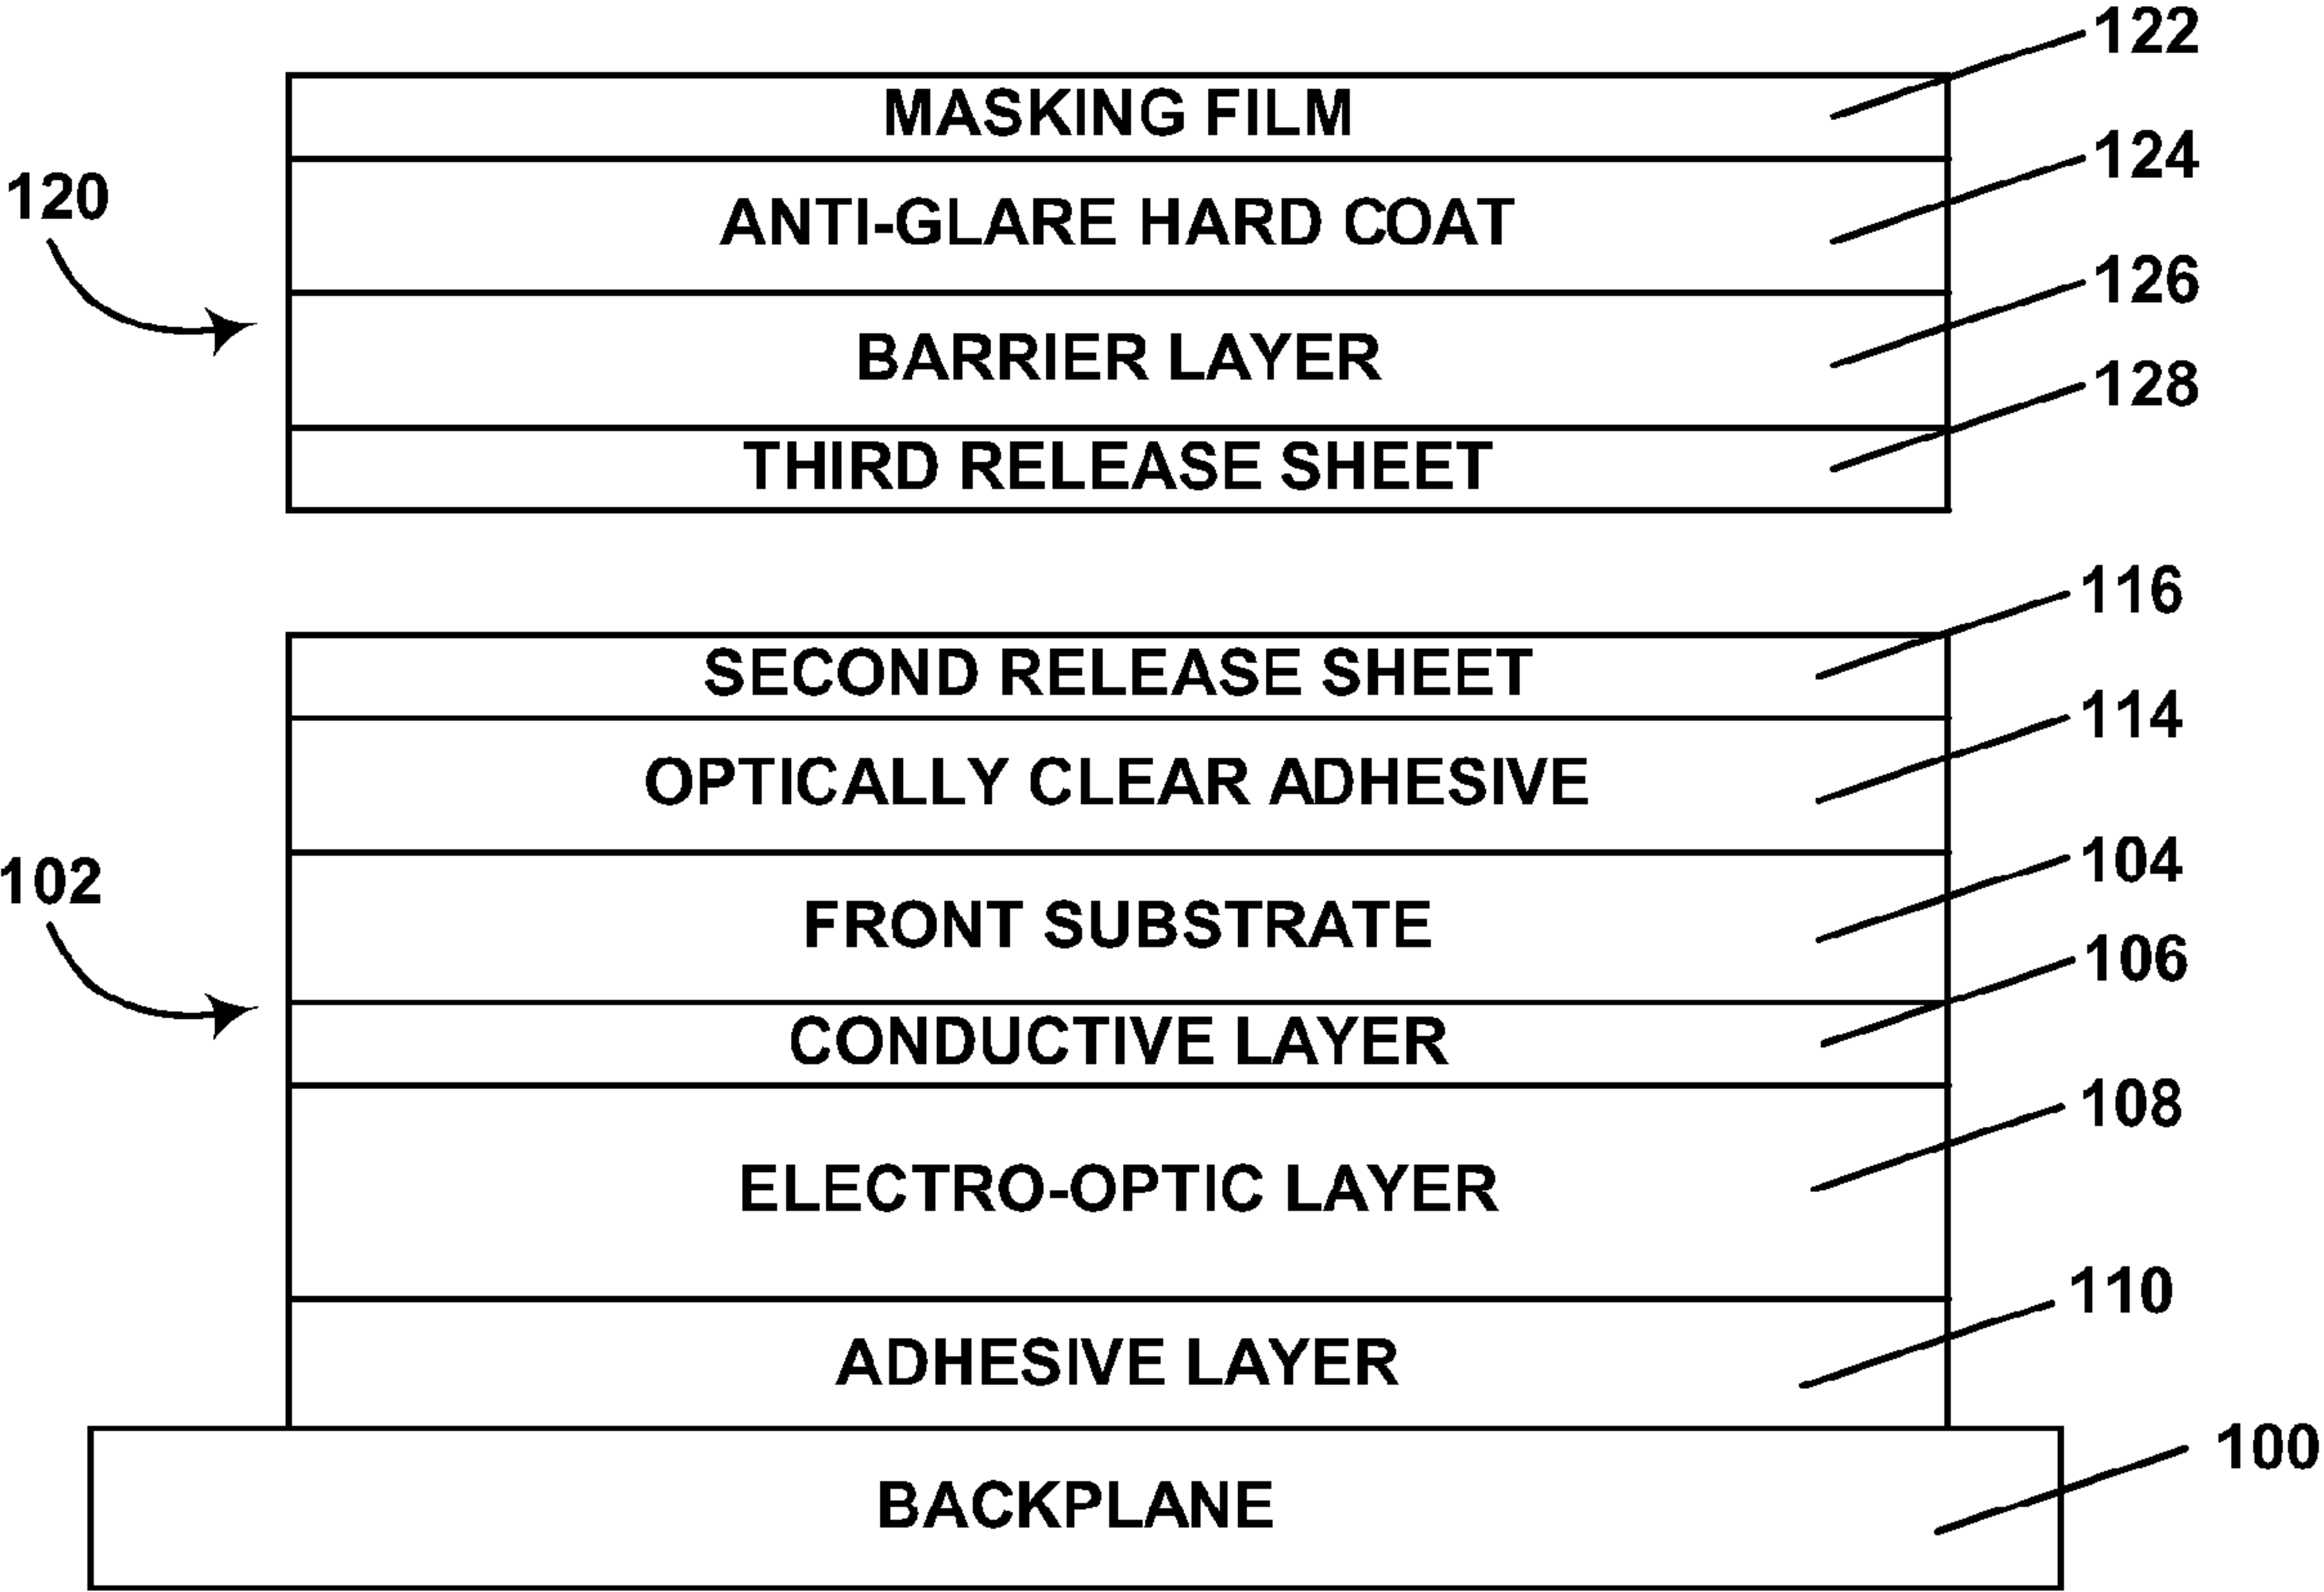 122
MASKING FILM
124
120
ANTI-GLARE HARD COAT
126
BARRIER LAYER
128
THIRD RELEASE SHEET
116
SECOND RELEASE SHEET
114
OPTICALLY CLEAR ADHESIVE
104
102
FRONT SUBSTRATE
106
CONDUCTIVE LAYER
108
ELECTRO-OPTIC LAYER
110
ADHESIVE LAYER
100
BACKPLANE